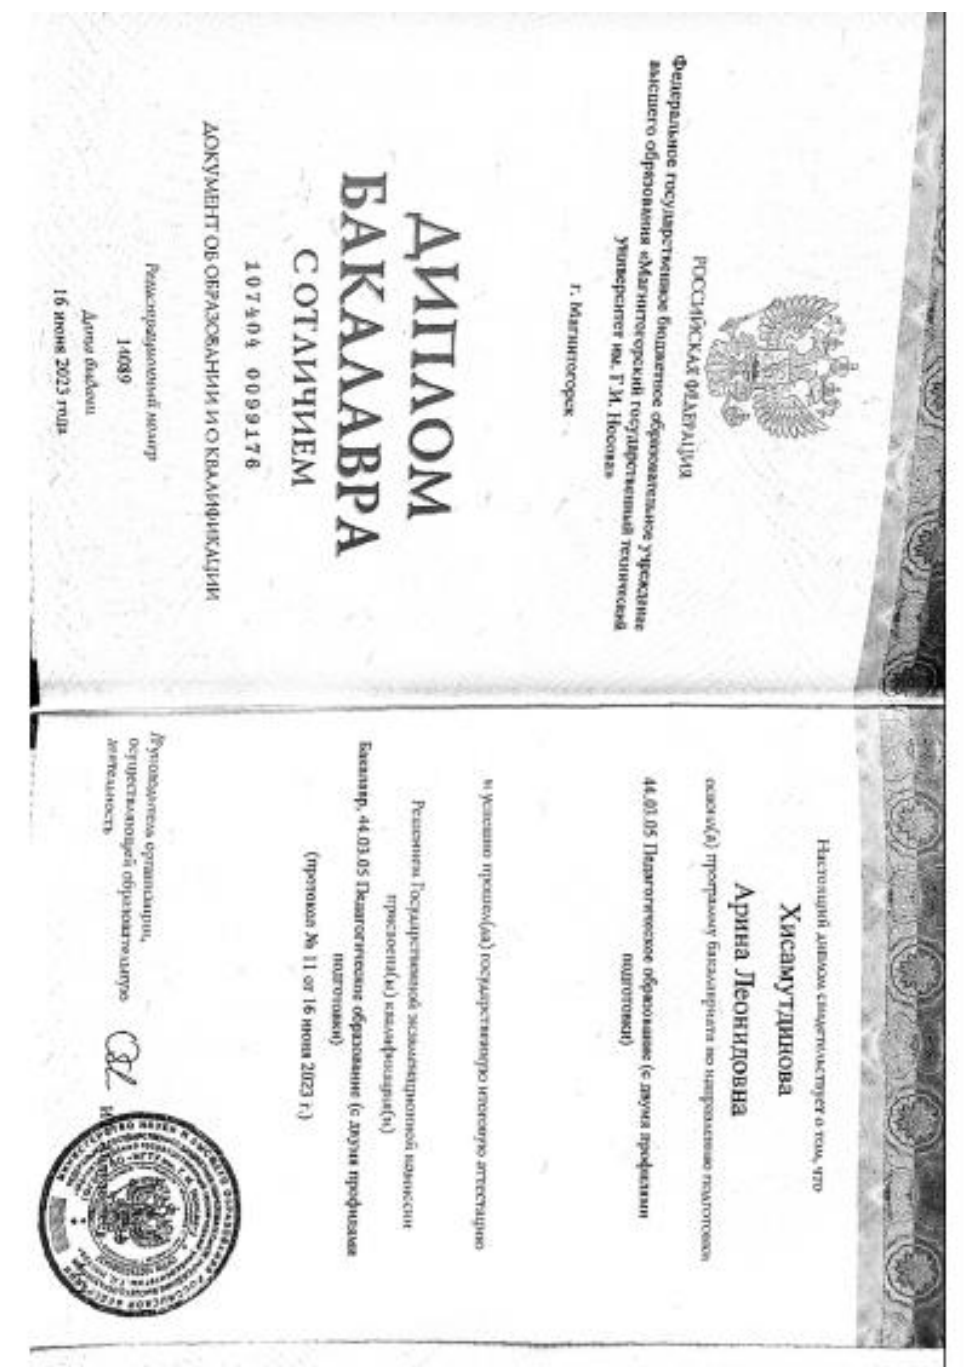 РОССИЙСКАЯ ФЕДЕРАЦИЯ
Федеральное государственное бюджетное образовательное учреждение
высшего образования «Магнитогорский государственный технический
университет им. Г.И. Носова»
г. Магнитогорск
ДИПЛОМ
БАКАЛАВРА
С ОТЛИЧИЕМ
107404 0099176
ДОКУМЕНТ ОБ ОБРАЗОВАНИИ И О КВАЛИФИКАЦИИ
Регистрационный номер
14089
Дата выдачи
16 июня 2023 года
Настоящий диплом свидетельствует о том, что
Хисамутдинова
Арина Леонидовна
освоил(а) программу бакалавриата по направлению подготовки
44.03.05 Педагогическое образование (с двумя профилями
подготовки)
и успешно прошел(ла) государственную итоговую аттестацию
Решением Государственной экзаменационной комиссии
присвоена(ы) квалификация(и)
Бакалавр, 44.03.05 Педагогическое образование (с двумя профилями
подготовки)
(протокол № 11 от 16 июня 2023 г.)
Руководитель организации,
осуществляющей образовательную
деятельность